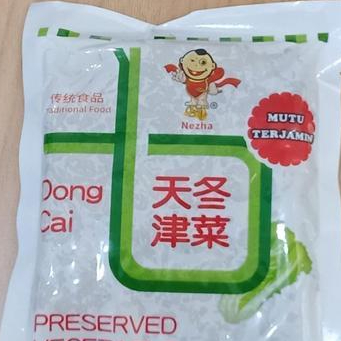 传统食品
Traditional Food
Nezha
MUTU
TERJAMIN
Dong
Cai
天冬
津菜
PRESERVED